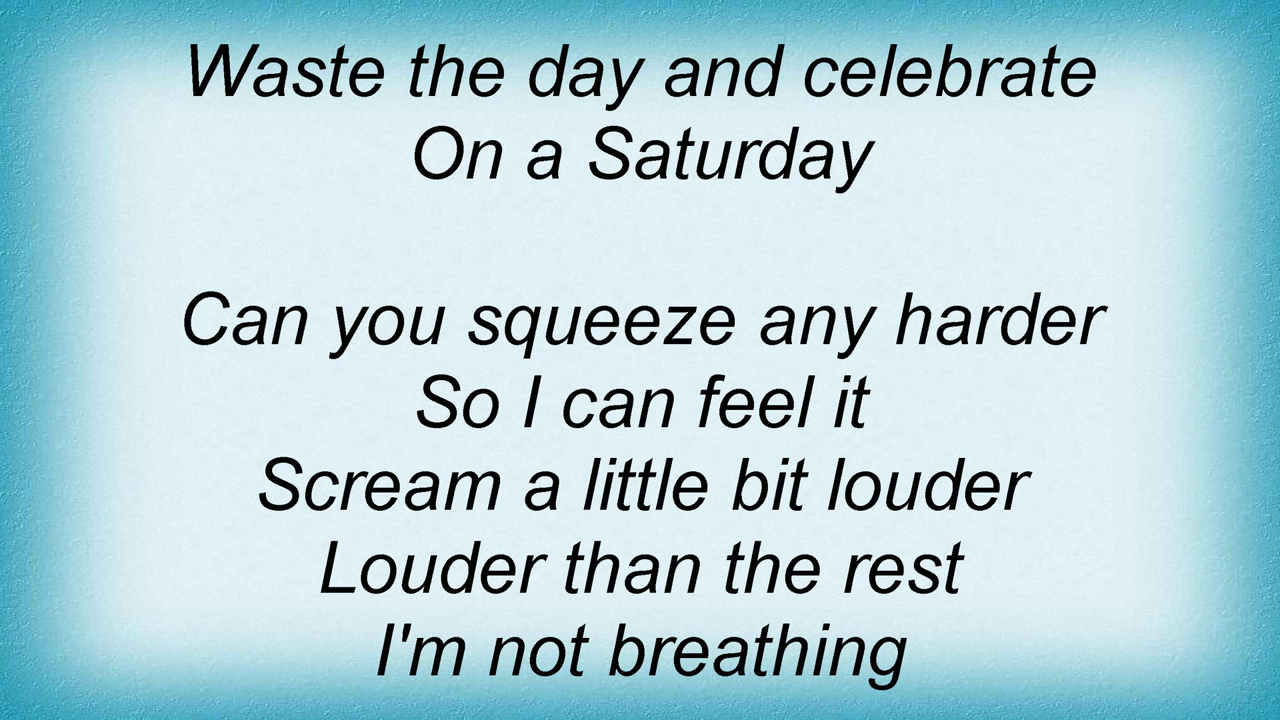 Waste the day and celebrate
On a Saturday
Can you squeeze any harder
So I can feel it
Scream a little bit louder
Louder than the rest
I'm not breathing